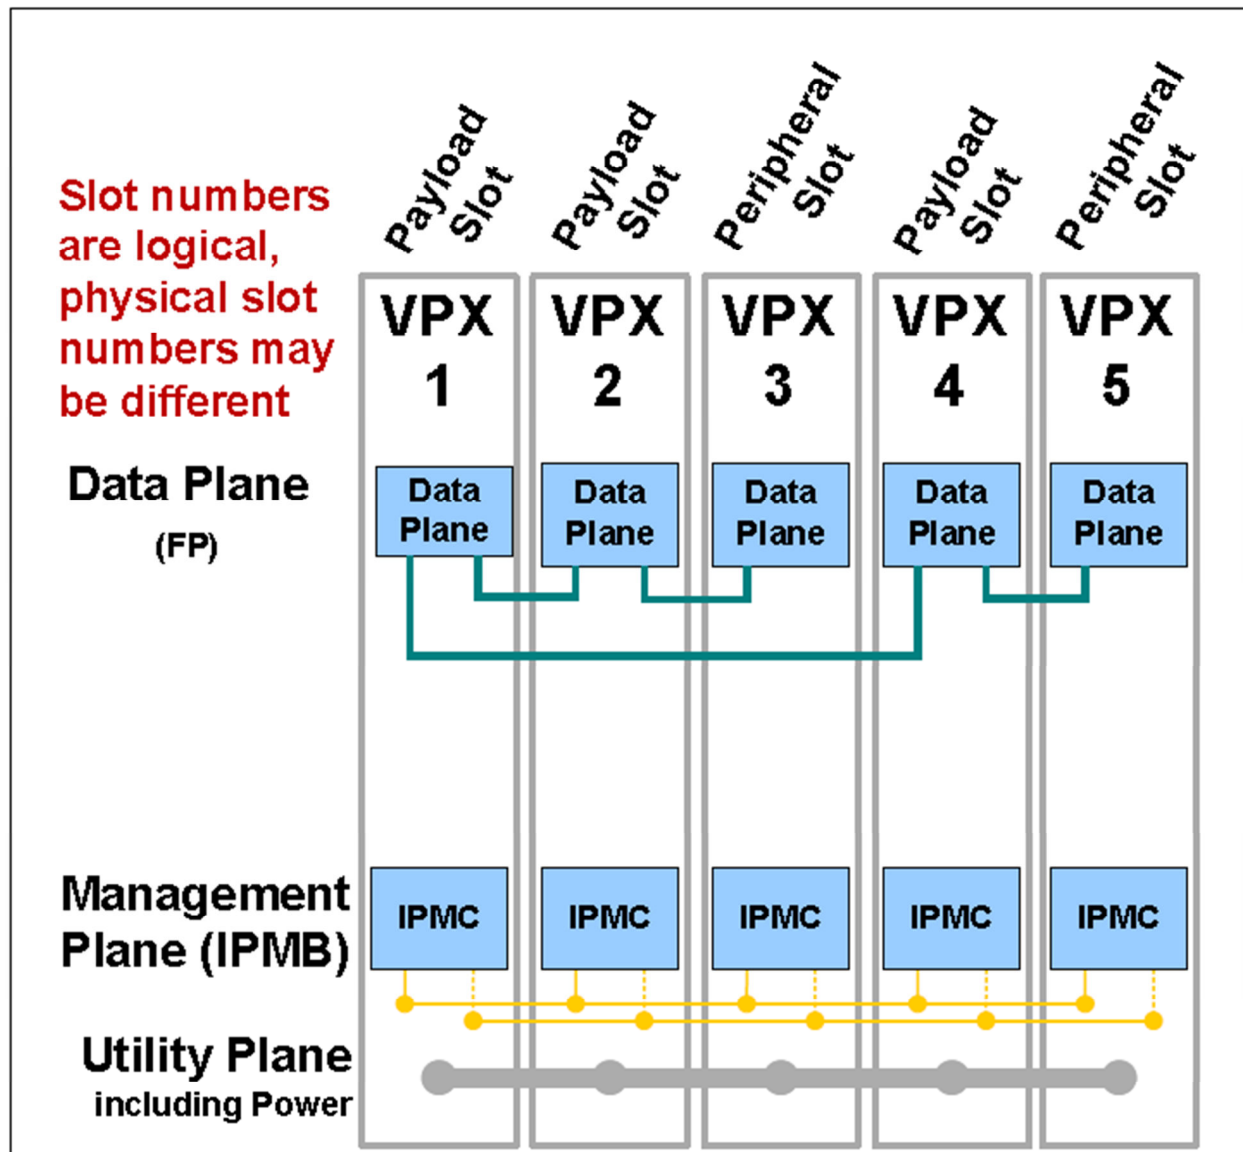 Payload
Slot
Payload
Slot
Peripheral
Slot
Payload
Slot
Peripheral
Slot
Slot numbers
are logical,
physical slot
numbers may
be different
VPX
1
VPX
2
VPX
3
VPX
4
VPX
5
Data Plane
(FP)
Data
Plane
Data
Plane
Data
Plane
Data
Plane
Data
Plane
Management
Plane (IPMB)
IPMC
IPMC
IPMC
IPMC
IPMC
Utility Plane
including Power